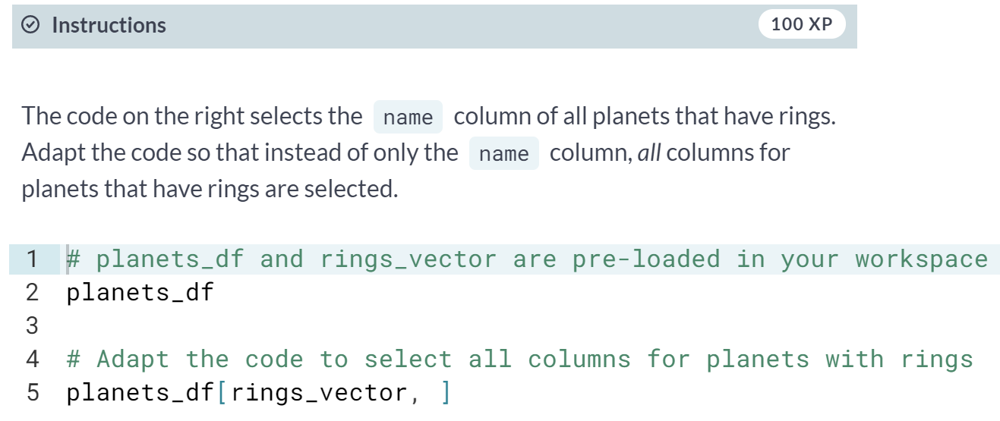 Instructions 100 XP
The code on the right selects the name column of all planets that have rings.
Adapt the code so that instead of only the name column, all columns for
planets that have rings are selected.
1 # planets_df and rings_vector are pre-loaded in your workspace
2 planets_df
3
4 # Adapt the code to select all columns for planets with rings
5 planets_df[rings_vector, ]